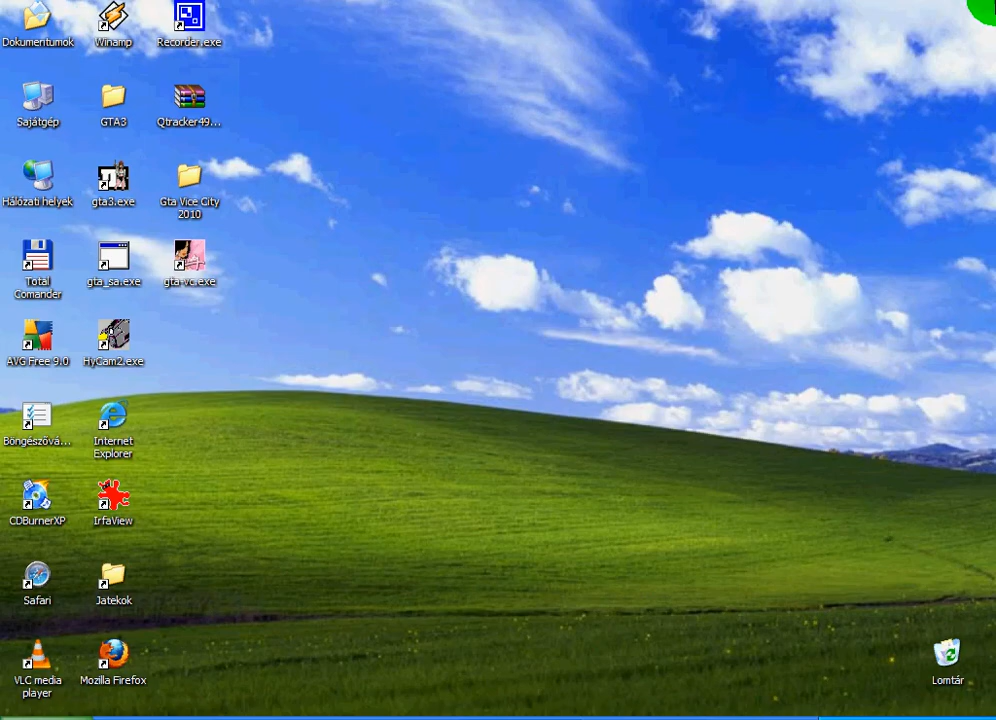 Dokumentumok
Winamp
Recorder.exe
Sajátgép
GTA3
Qtracker49...
Hálózati helyek
gta3.exe
Gta Vice City
2010
Total
Comander
gta_sa.exe
gta-vc.exe
AVG Free 9.0
HyCam2.exe
Böngészővá...
Internet
Explorer
CDBurnerXP
IrfaView
Safari
Jatekok
VLC media
player
Mozilla Firefox
Lomtár